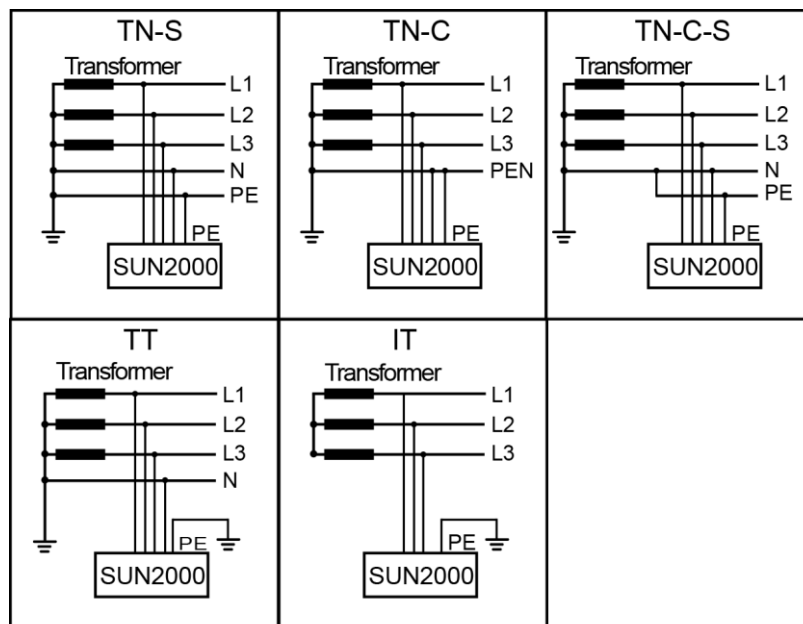 TN-S
Transformer
L1
L2
L3
N
PE
PE
SUN2000
TN-C
Transformer
L1
L2
L3
PEN
PE
SUN2000
TN-C-S
Transformer
L1
L2
L3
N
PE
PE
SUN2000
TT
Transformer
L1
L2
L3
N
PE
SUN2000
IT
Transformer
L1
L2
L3
PE
SUN2000